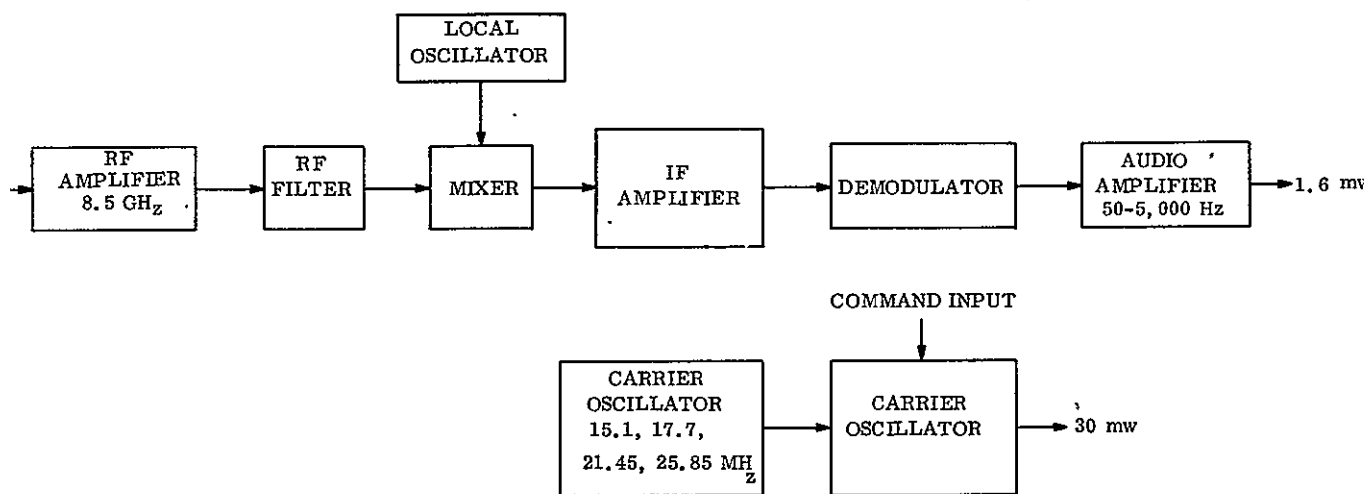 LOCAL
OSCILLATOR
RF
AMPLIFIER
8.5 GHz
RF
FILTER
MIXER
IF
AMPLIFIER
DEMODULATOR
AUDIO
AMPLIFIER
50-5,000 Hz
1.6 mw
COMMAND INPUT
CARRIER
OSCILLATOR
15.1, 17.7,
21.45, 25.85 MHz
CARRIER
OSCILLATOR
30 mw